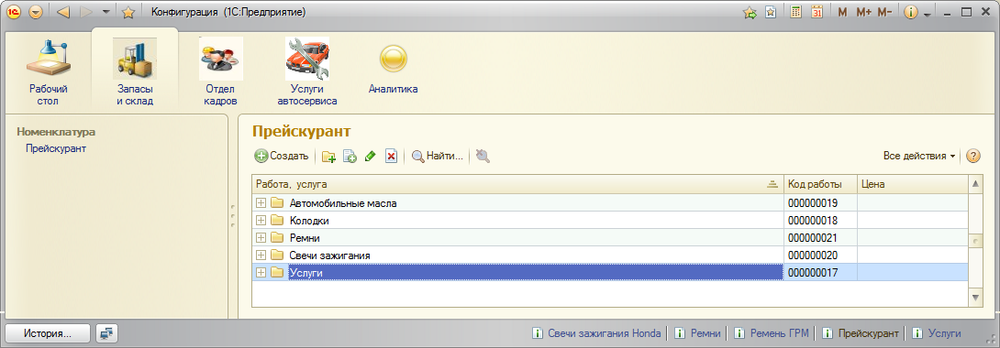 Конфигурация (1С:Предприятие)
31 M M+ M-
Рабочий стол
Запасы и склад
Отдел кадров
Услуги автосервиса
Аналитика
Номенклатура
Прейскурант
Прейскурант
Создать Найти... Все действия ?
Работа, услуга Код работы Цена
Автомобильные масла 000000019
Колодки 000000018
Ремни 000000021
Свечи зажигания 000000020
Услуги 000000017
История... Свечи зажигания Honda Ремни Ремень ГРМ Прейскурант Услуги